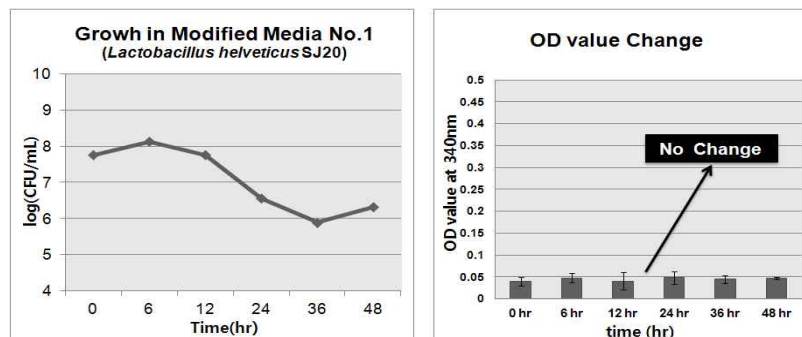 Growh in Modified Media No.1
(Lactobacillus helveticus SJ20)
log(CFU/mL)
10
9
8
7
6
5
4
0 6 12 24 36 48
Time(hr)
OD value Change
OD value at 340nm
0.5
0.45
0.4
0.35
0.3
0.25
0.2
0.15
0.1
0.05
0
No Change
0 hr 6 hr 12 hr 24 hr 36 hr 48 hr
time (hr)